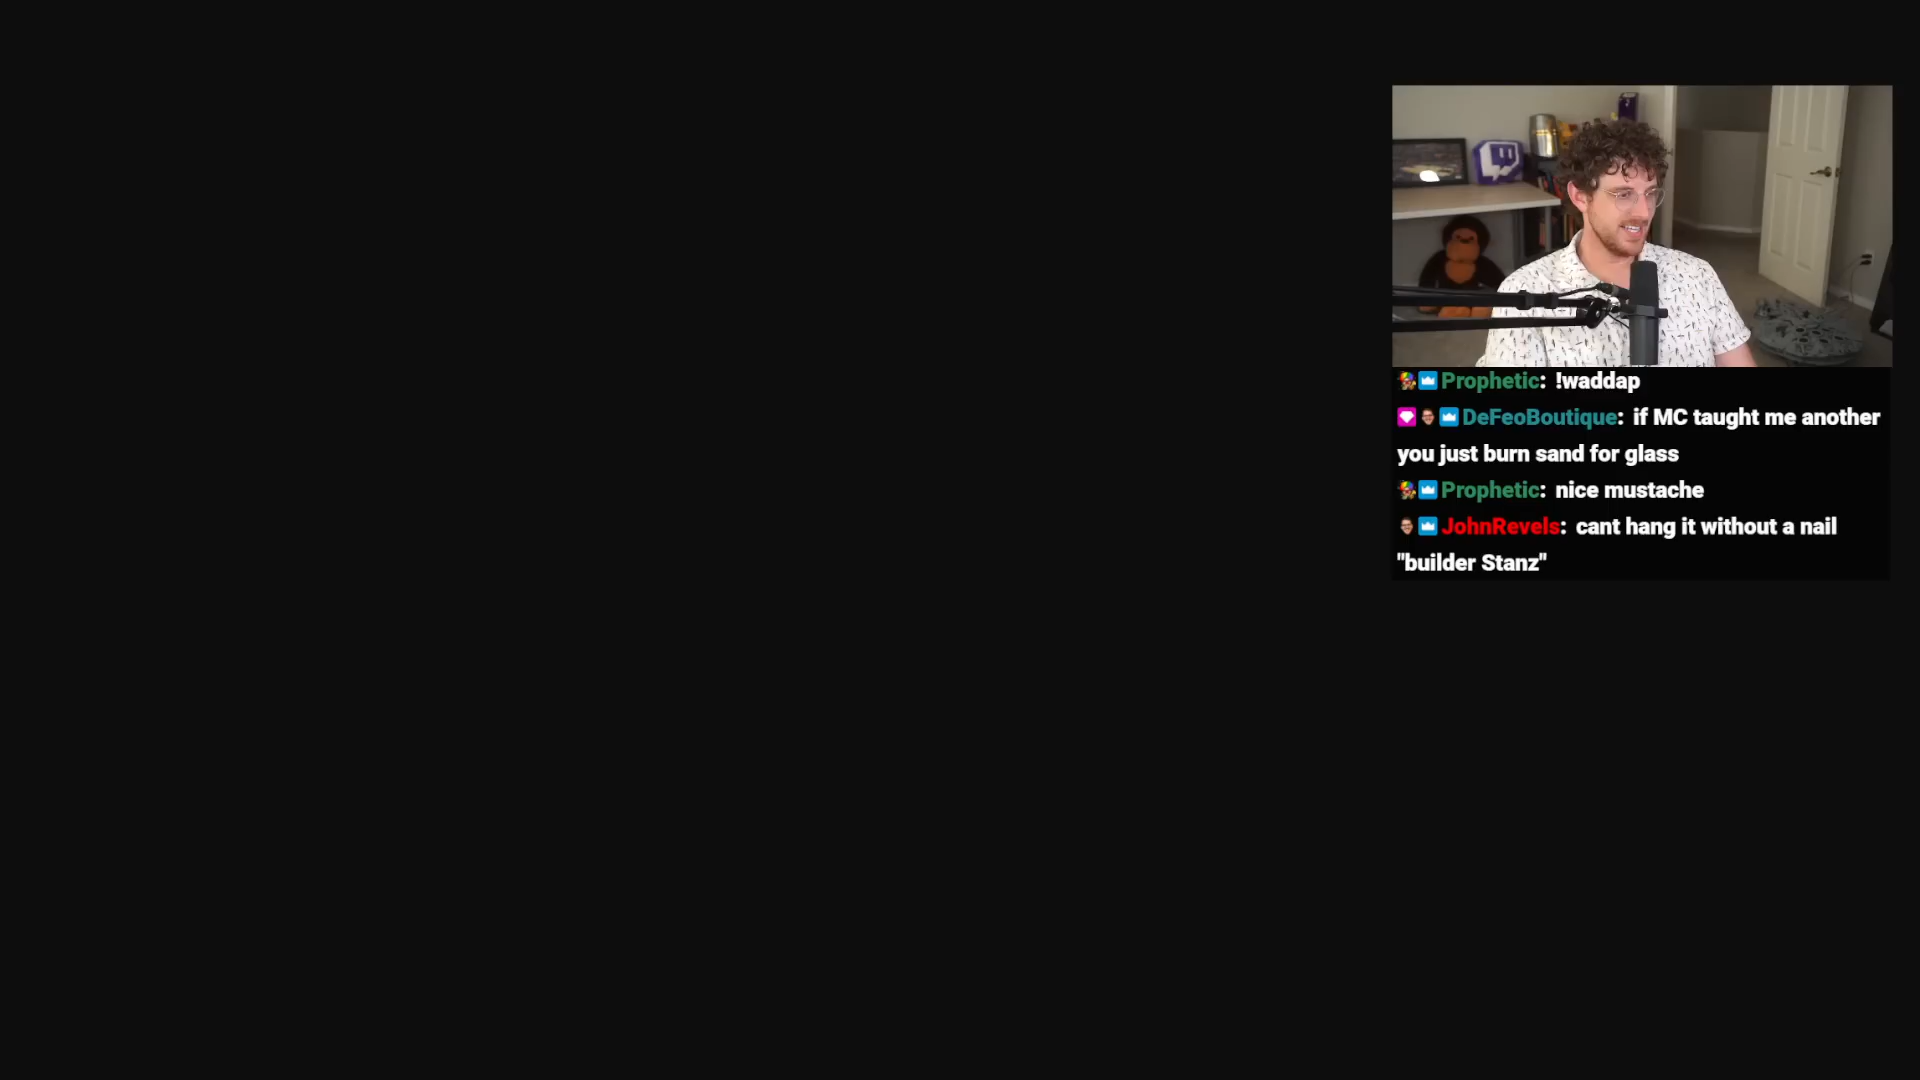 Prophetic: !waddap
DeFeoBoutique: if MC taught me another
you just burn sand for glass
Prophetic: nice mustache
JohnRevels: cant hang it without a nail
"builder Stanz"